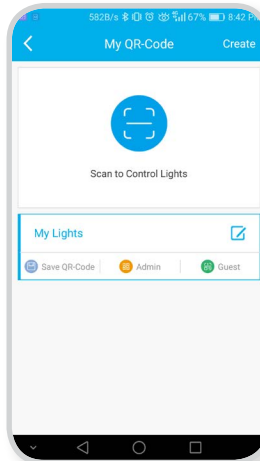 582B/s 67% 8:42 PM
My QR-Code Create
Scan to Control Lights
My Lights
Save QR-Code Admin Guest